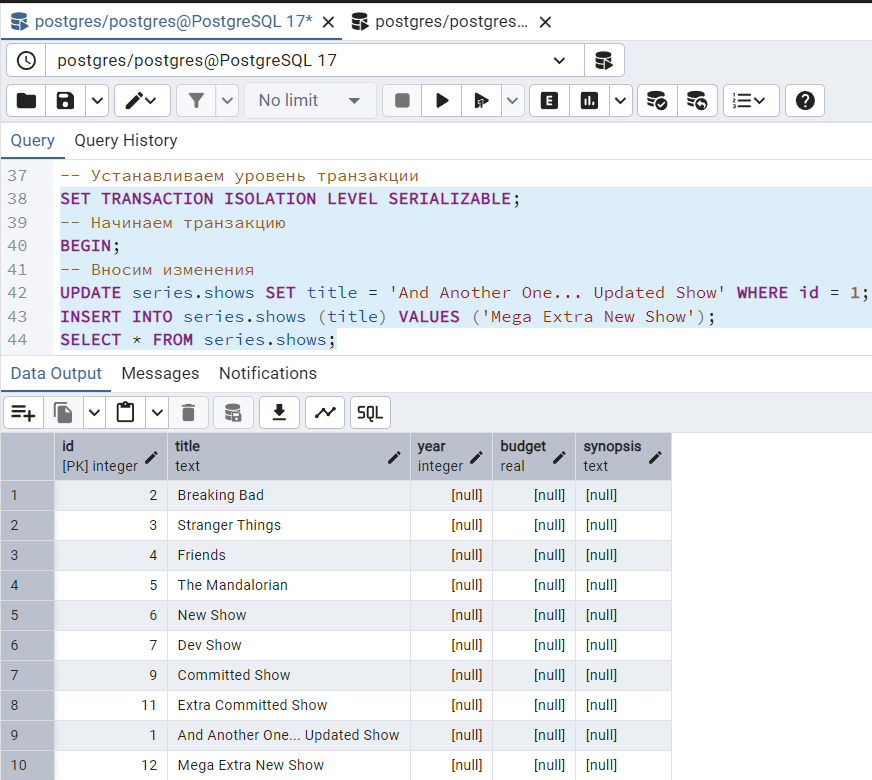 postgres/postgres@PostgreSQL 17*
postgres/postgres...
postgres/postgres@PostgreSQL 17
No limit
E
Query Query History
37 -- Устанавливаем уровень транзакции
38 SET TRANSACTION ISOLATION LEVEL SERIALIZABLE;
39 -- Начинаем транзакцию
40 BEGIN;
41 -- Вносим изменения
42 UPDATE series.shows SET title = 'And Another One... Updated Show' WHERE id = 1;
43 INSERT INTO series.shows (title) VALUES ('Mega Extra New Show');
44 SELECT * FROM series.shows;
Data Output Messages Notifications
SQL
id title year budget synopsis
[PK] integer text integer real text
1 2 Breaking Bad [null] [null] [null]
2 3 Stranger Things [null] [null] [null]
3 4 Friends [null] [null] [null]
4 5 The Mandalorian [null] [null] [null]
5 6 New Show [null] [null] [null]
6 7 Dev Show [null] [null] [null]
7 9 Committed Show [null] [null] [null]
8 11 Extra Committed Show [null] [null] [null]
9 1 And Another One... Updated Show [null] [null] [null]
10 12 Mega Extra New Show [null] [null] [null]